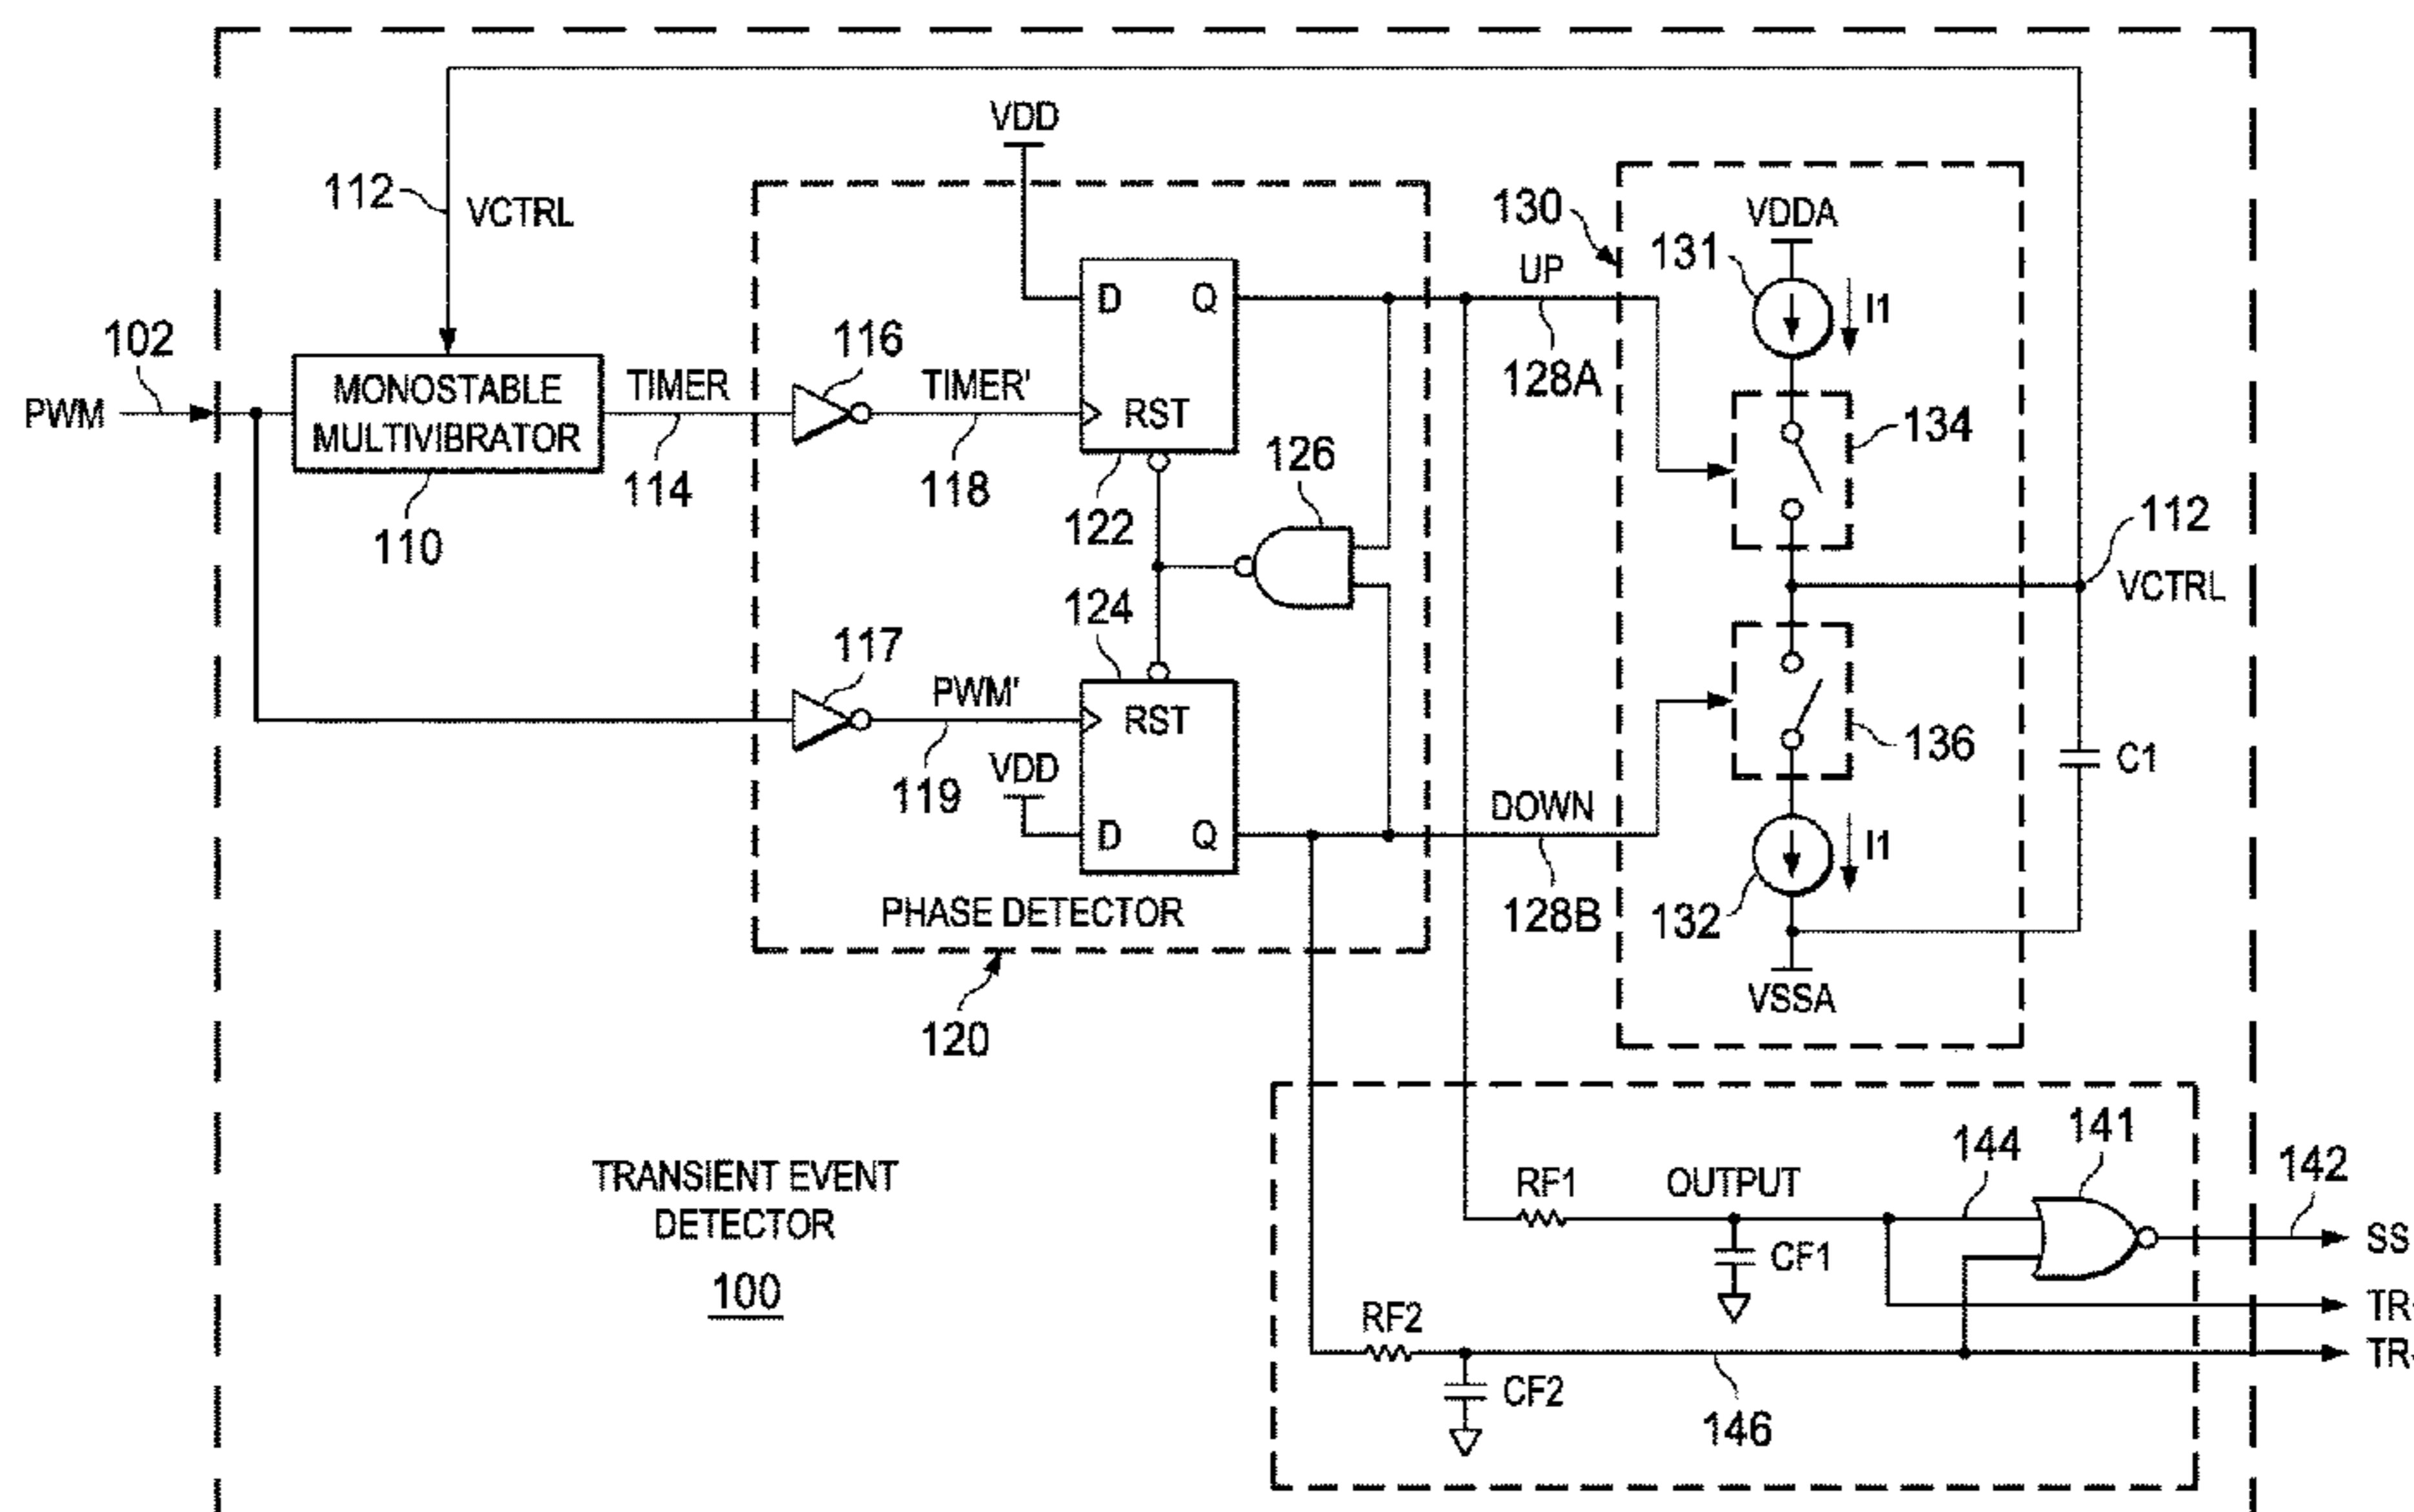 VDD
112
VCTRL
130
VDDA
131
UP
I1
D
Q
102
116
PWM
MONOSTABLE
MULTIVIBRATOR
TIMER
TIMER'
RST
128A
134
114
118
126
110
122
112
VCTRL
124
117
PWM'
RST
136
C1
VDD
119
DOWN
D
Q
I1
PHASE DETECTOR
128B
132
VSSA
120
TRANSIENT EVENT
DETECTOR
100
RF1
OUTPUT
144
141
142
SS
CF1
TR
RF2
TR
CF2
146